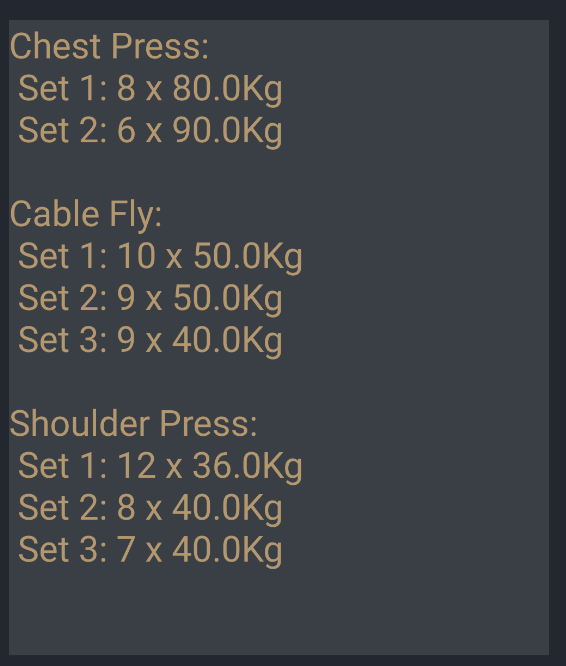 Chest Press:
Set 1: 8 x 80.0Kg
Set 2: 6 x 90.0Kg
Cable Fly:
Set 1: 10 x 50.0Kg
Set 2: 9 x 50.0Kg
Set 3: 9 x 40.0Kg
Shoulder Press:
Set 1: 12 x 36.0Kg
Set 2: 8 x 40.0Kg
Set 3: 7 x 40.0Kg